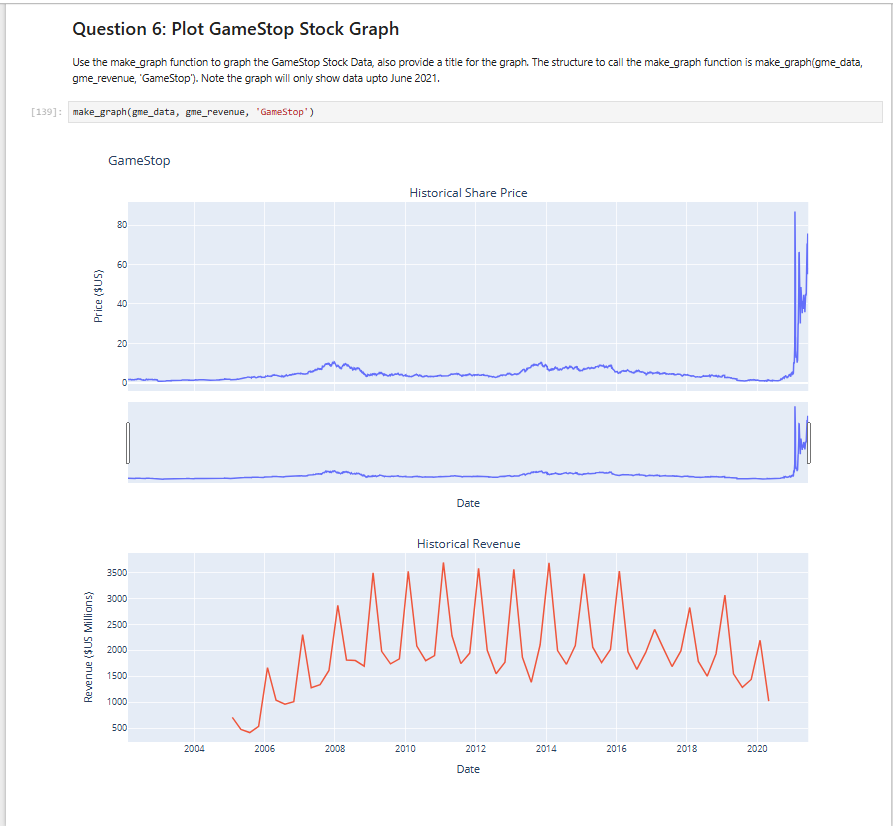 Question 6: Plot GameStop Stock Graph
Use the make_graph function to graph the GameStop Stock Data, also provide a title for the graph. The structure to call the make_graph function is make_graph(gme_data,
gme_revenue, 'GameStop'). Note the graph will only show data upto June 2021.
[139]: make_graph(gme_data, gme_revenue, 'GameStop')
GameStop
Historical Share Price
80
60
40
20
0
Price ($US)
Date
Historical Revenue
3500
3000
2500
2000
1500
1000
500
Revenue ($US Millions)
2004 2006 2008 2010 2012 2014 2016 2018 2020
Date